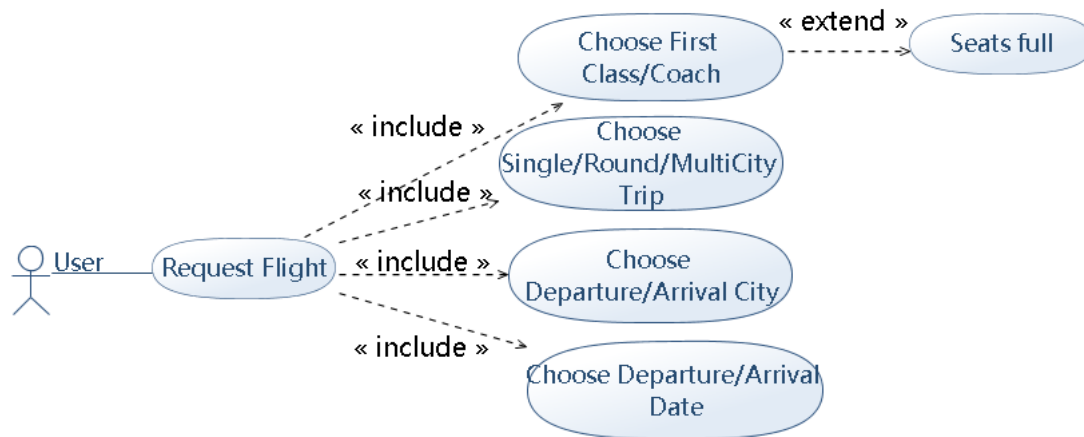 « extend »
Choose First
Class/Coach
Seats full
« include »
Choose
Single/Round/MultiCity
Trip
« include »
User
Request Flight
« include »
Choose
Departure/Arrival City
« include »
Choose Departure/Arrival
Date